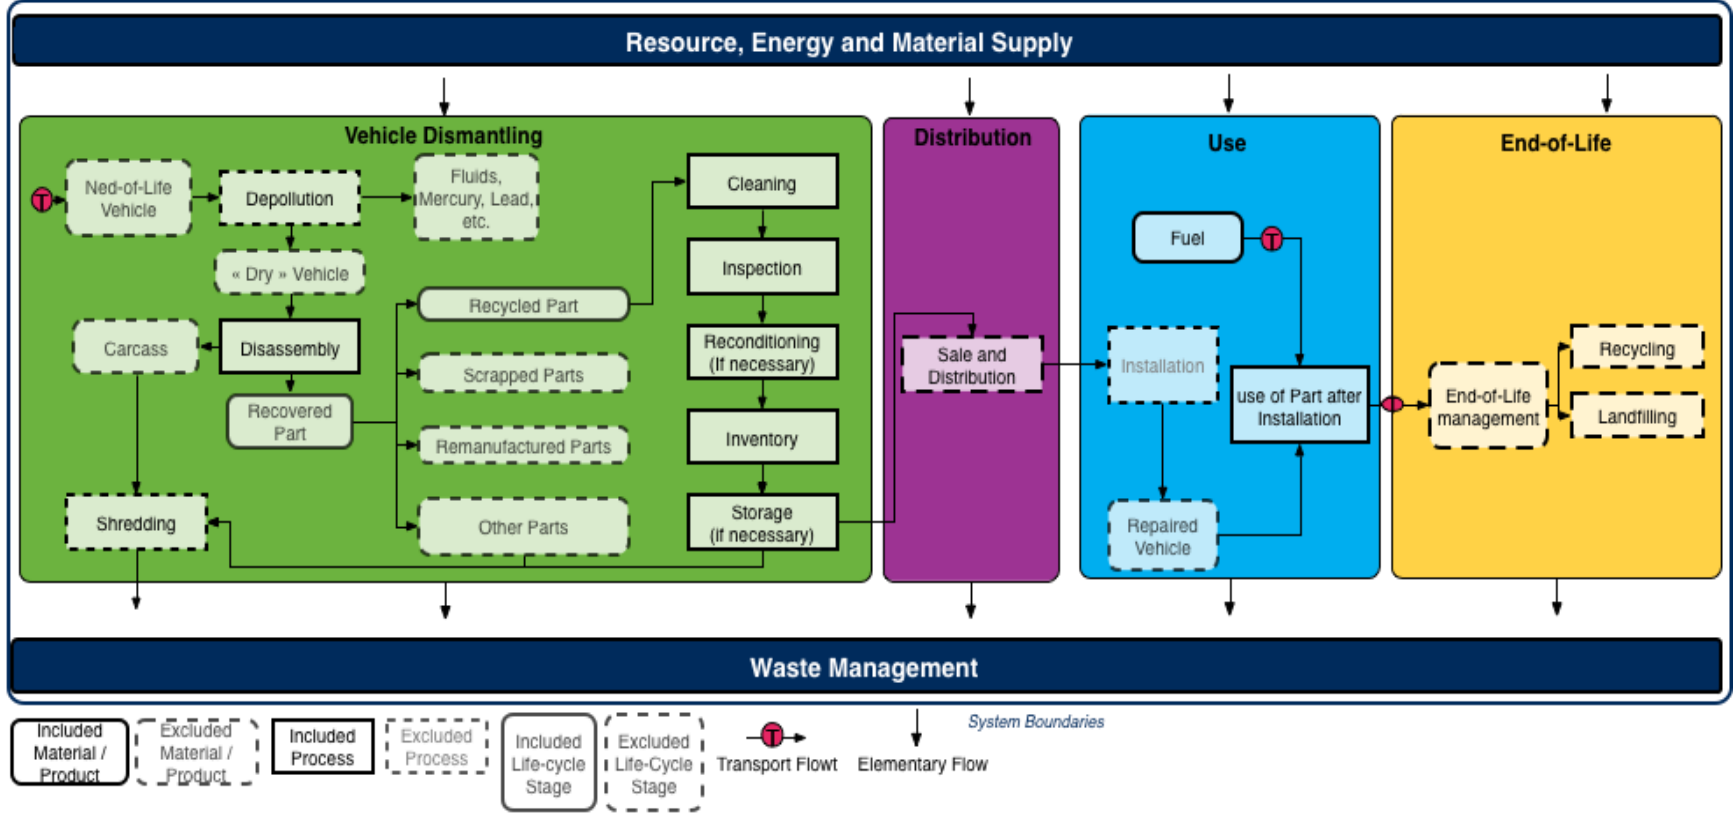 Resource, Energy and Material Supply
Vehicle Dismantling
Ned-of-Life
Vehicle
Depollution
Fluids,
Mercury, Lead,
etc.
« Dry » Vehicle
Carcass
Disassembly
Recovered
Part
Shredding
Recycled Part
Scrapped Parts
Remanufactured Parts
Other Parts
Cleaning
Inspection
Reconditioning
(If necessary)
Inventory
Storage
(if necessary)
Distribution
Sale and
Distribution
Use
Fuel
T
Installation
use of Part after
Installation
Repaired
Vehicle
End-of-Life
End-of-Life
management
Recycling
Landfilling
T
Waste Management
Included
Material /
Product
Excluded
Material /
Product
Included
Process
Excluded
Process
Included
Life-cycle
Stage
Excluded
Life-Cycle
Stage
T
Transport Flowt
Elementary Flow
System Boundaries